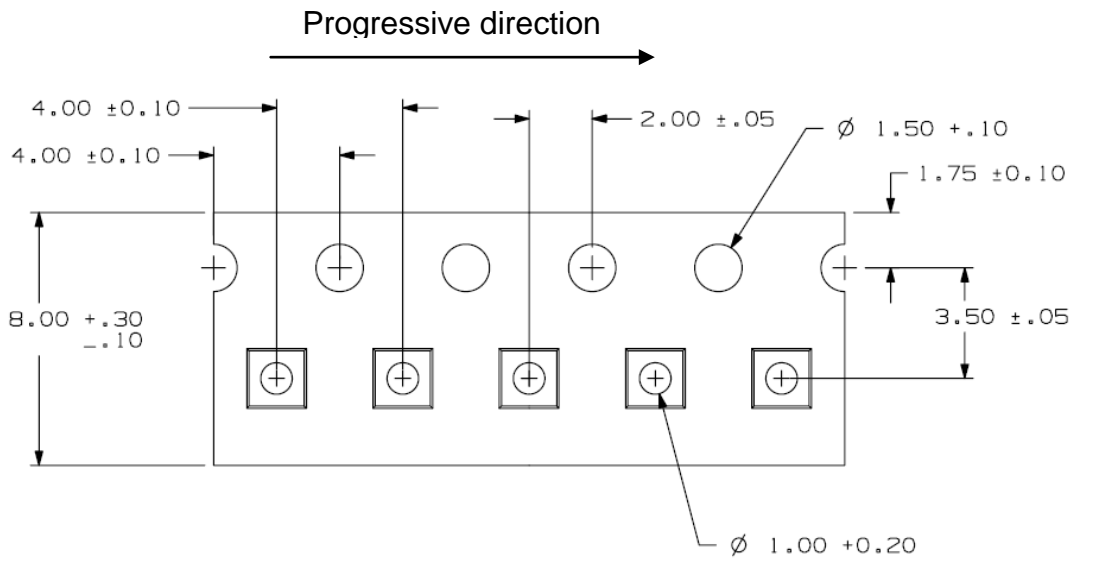 Progressive direction
4.00 ±0.10
2.00 ±.05
Ø 1.50 +.10
4.00 ±0.10
1.75 ±0.10
8.00 +.30
-.10
3.50 ±.05
Ø 1.00 +0.20